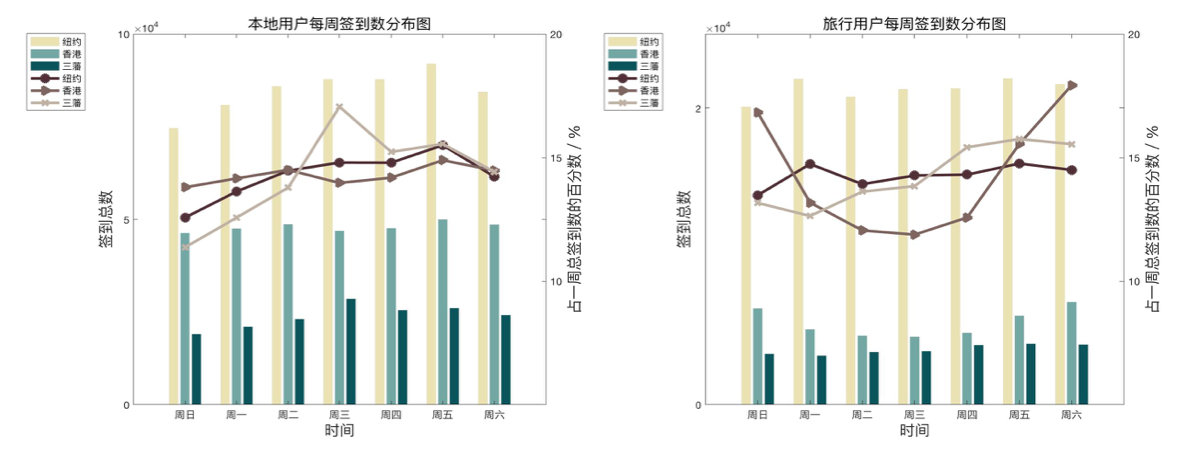 本地用户每周签到数分布图
×10⁴
纽约
香港
三藩
纽约
香港
三藩
10
5
0
签到总数
20
15
10
占一周总签到数的百分数 / %
周日 周一 周二 周三 周四 周五 周六
时间
旅行用户每周签到数分布图
×10⁴
纽约
香港
三藩
纽约
香港
三藩
2
0
签到总数
20
15
10
占一周总签到数的百分数 / %
周日 周一 周二 周三 周四 周五 周六
时间